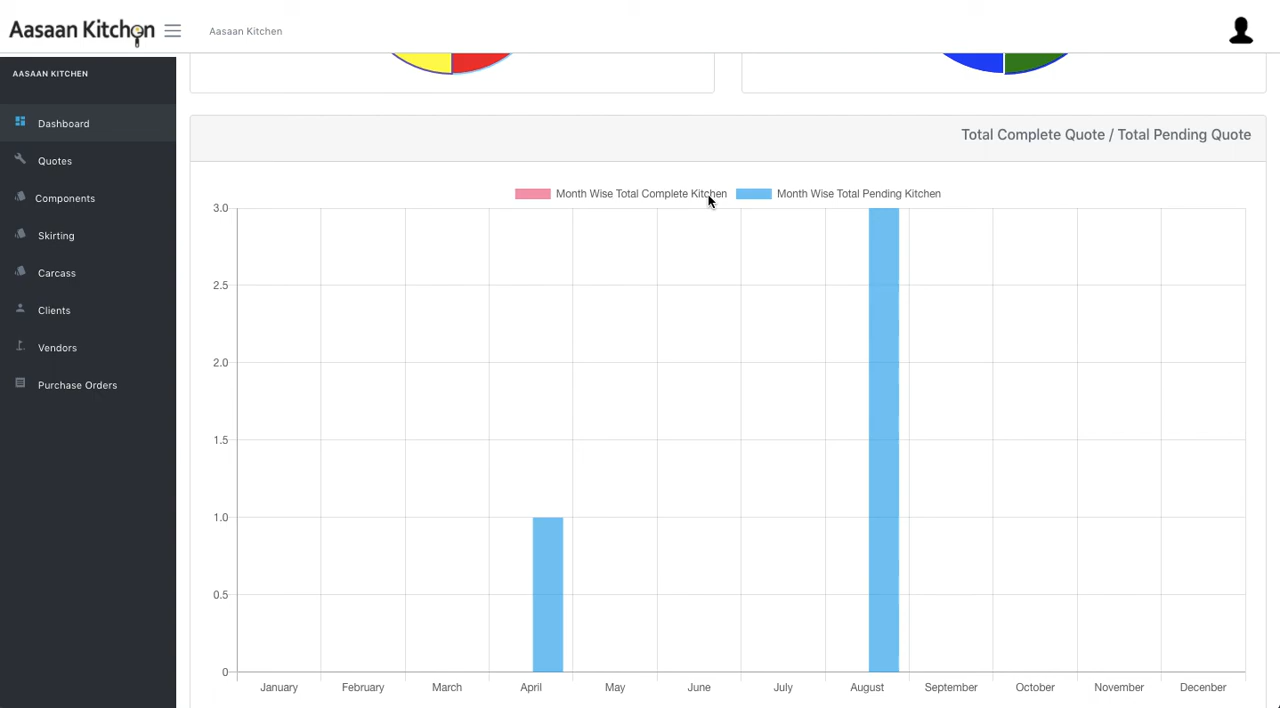 Aasaan Kitchen
Aasaan Kitchen
AASAAN KITCHEN
Dashboard
Quotes
Components
Skirting
Carcass
Clients
Vendors
Purchase Orders
Total Complete Quote / Total Pending Quote
Month Wise Total Complete Kitchen
Month Wise Total Pending Kitchen
3.0
2.5
2.0
1.5
1.0
0.5
0
January February March April May June July August September October November Decenber